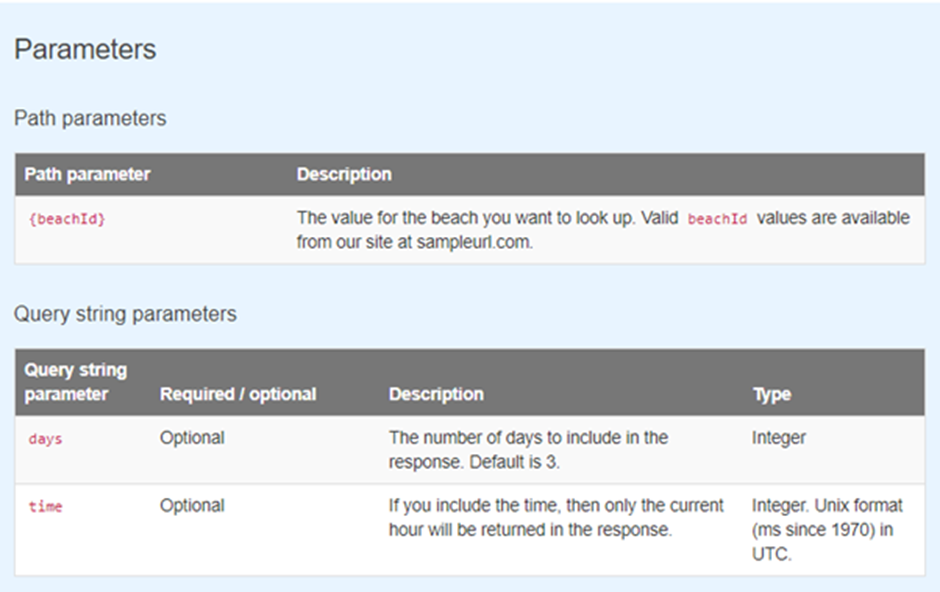 Parameters
Path parameters
Path parameter Description
{beachId} The value for the beach you want to look up. Valid beachId values are available
from our site at sampleurl.com.
Query string parameters
Query string
parameter Required / optional Description Type
days Optional The number of days to include in the Integer
response. Default is 3.
time Optional If you include the time, then only the current Integer. Unix format
hour will be returned in the response. (ms since 1970) in
UTC.